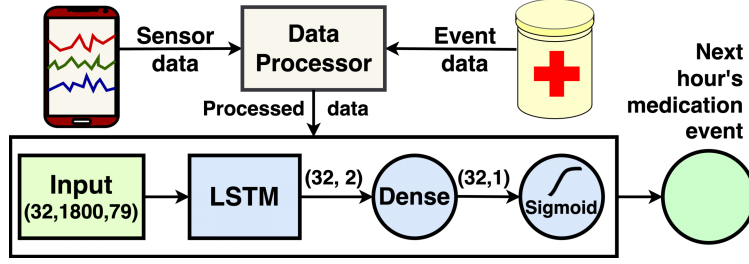 Sensor
data
Data
Processor
Event
data
Next
hour's
medication
event
Processed data
Input
(32,1800,79)
LSTM
(32, 2)
Dense
(32,1)
Sigmoid